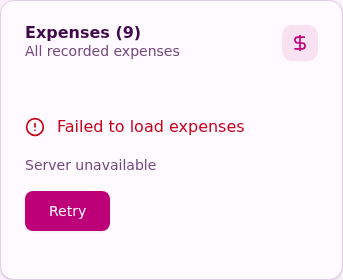 Expenses (9)
All recorded expenses
$
Failed to load expenses
Server unavailable
Retry